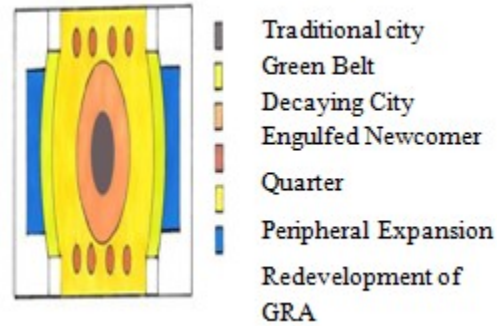 Traditional city
Green Belt
Decaying City
Engulfed Newcomer
Quarter
Peripheral Expansion
Redevelopment of
GRA